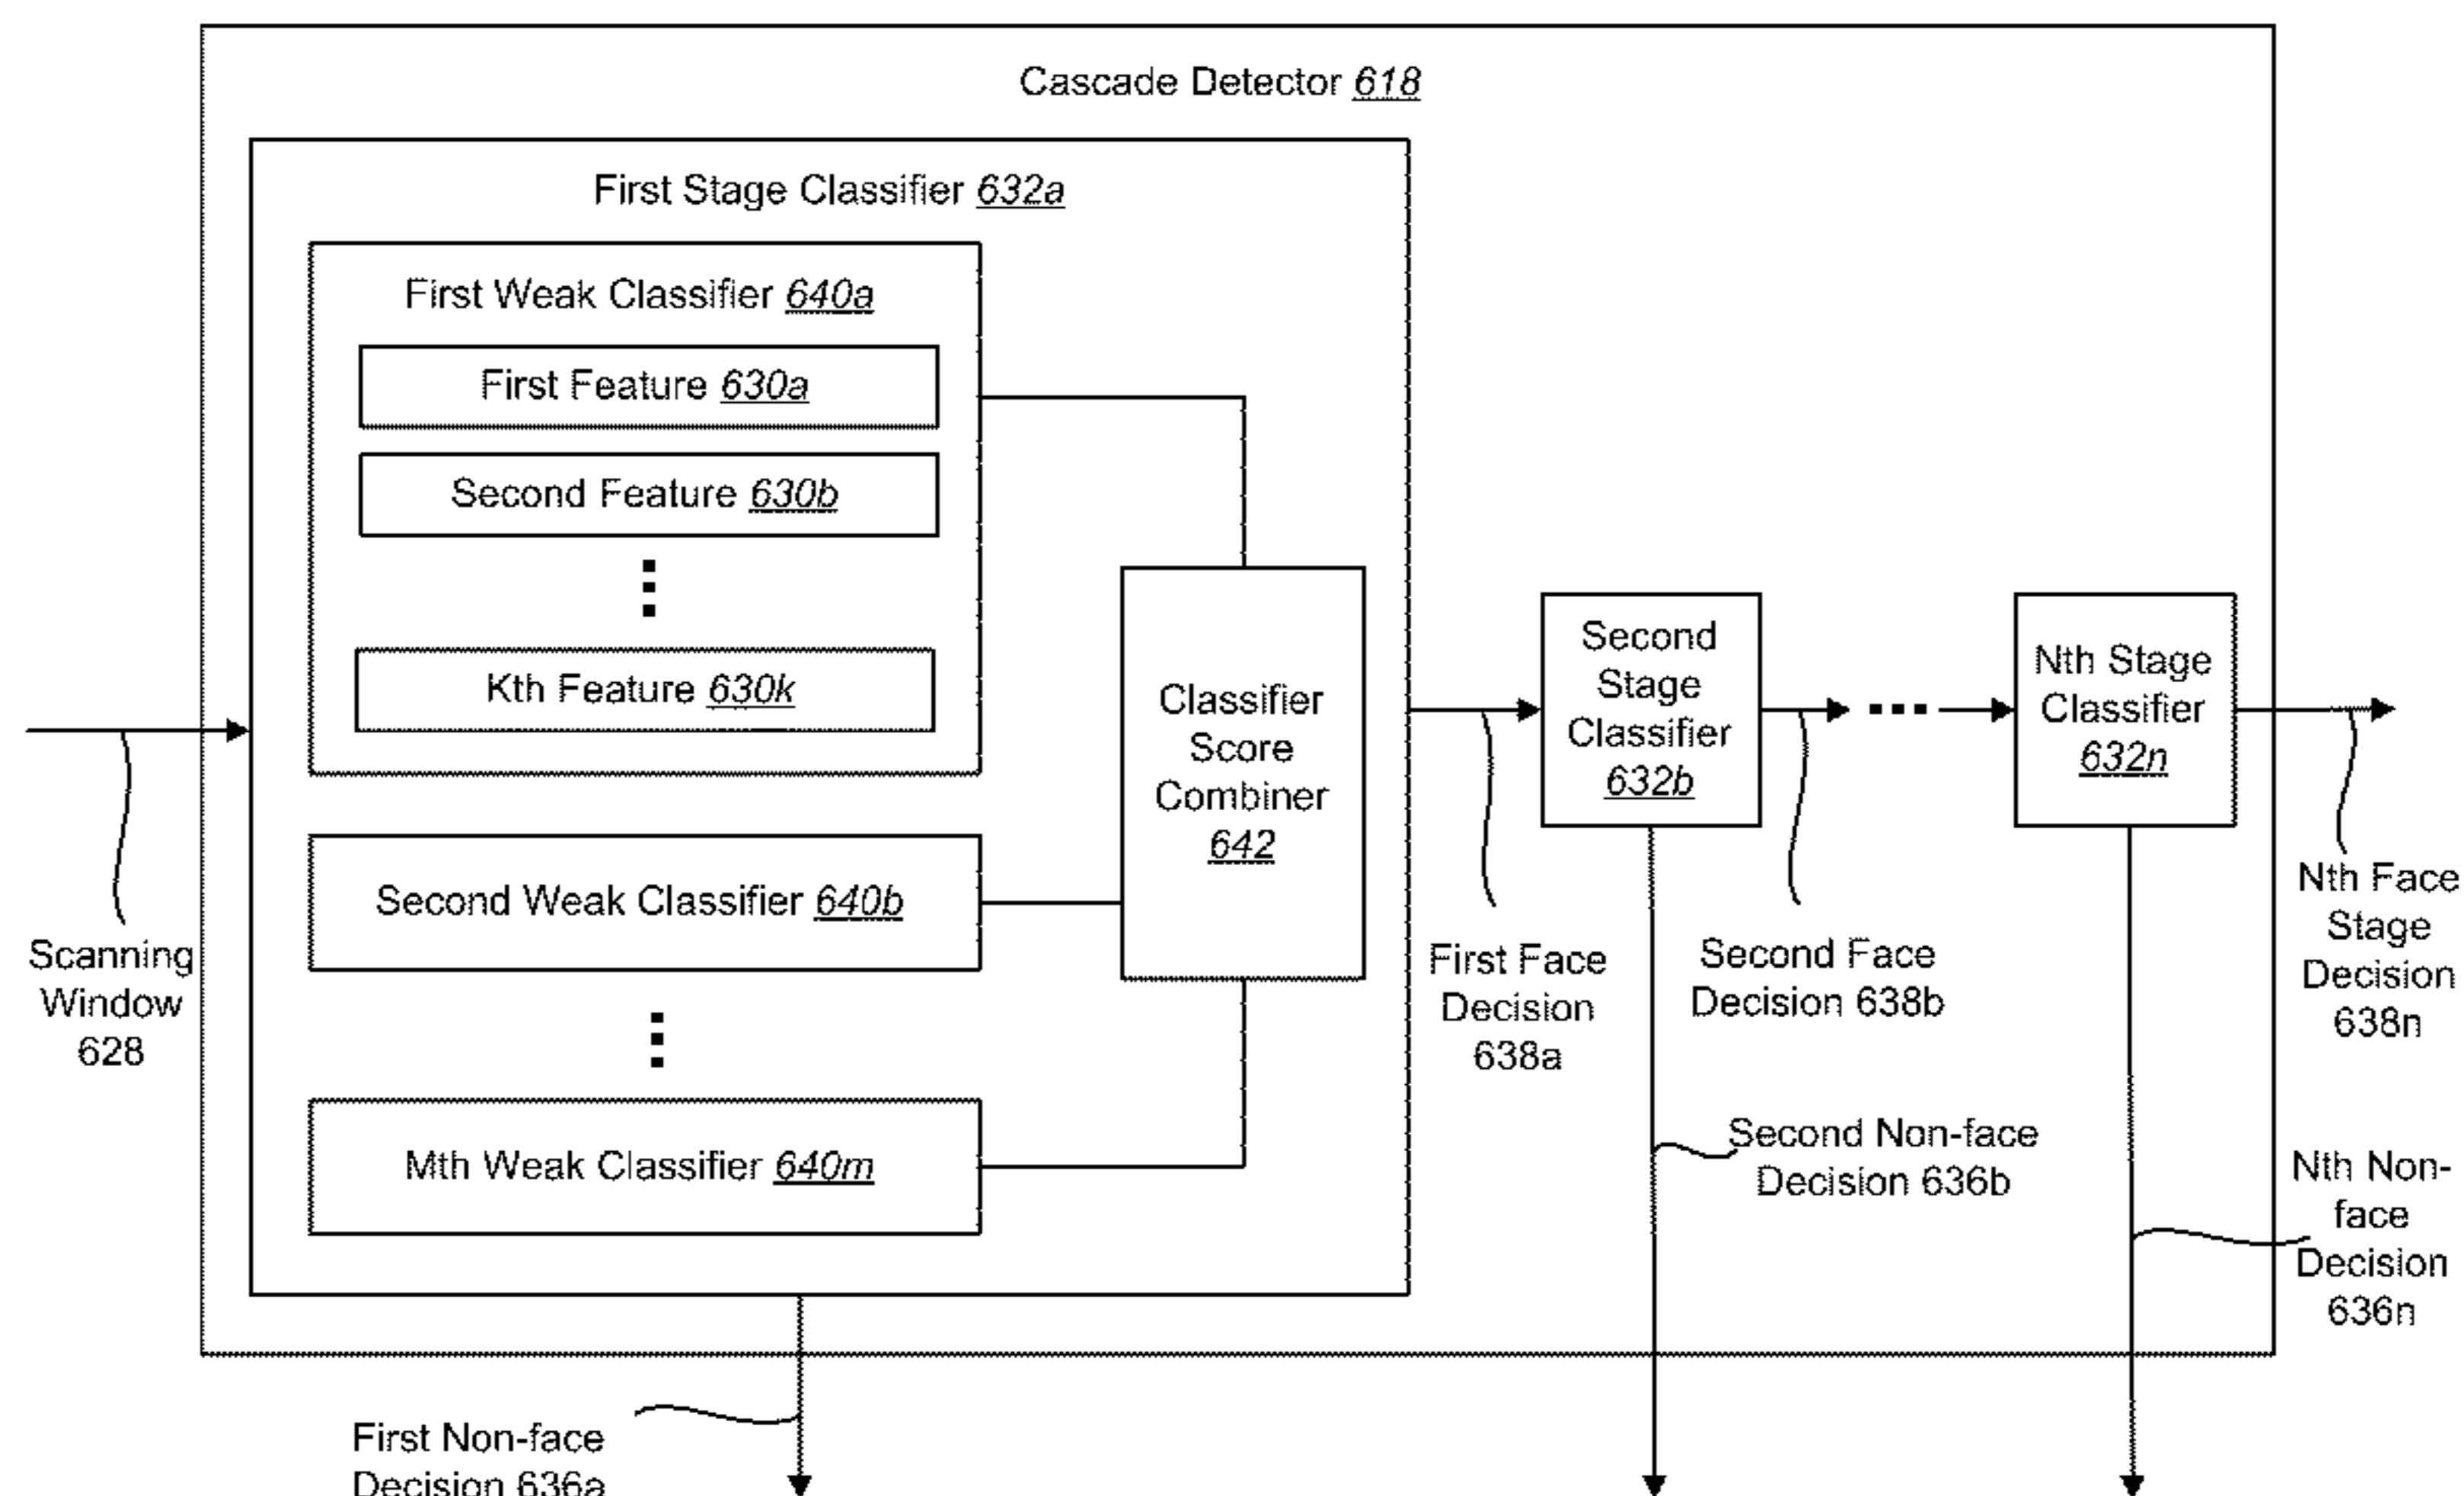 Cascade Detector 618
First Stage Classifier 632a
First Weak Classifier 640a
First Feature 630a
Second Feature 630b
Kth Feature 630k
Second Weak Classifier 640b
Mth Weak Classifier 640m
Classifier
Score
Combiner
642
Second
Stage
Classifier
632b
Nth Stage
Classifier
632n
Scanning
Window
628
First Face
Decision
638a
Second Face
Decision 638b
Nth Face
Stage
Decision
638n
Second Non-face
Decision 636b
Nth Non-
face
Decision
636n
First Non-face
Decision 636a